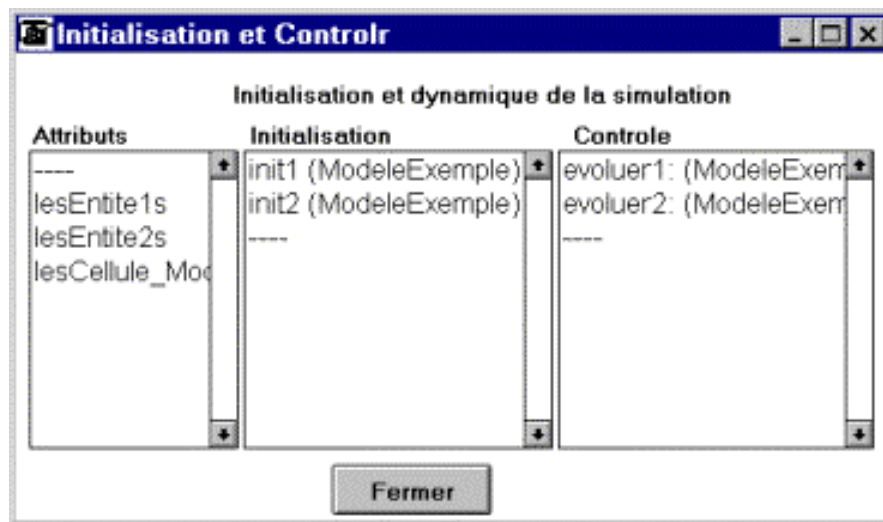 Initialisation et Controlr
Initialisation et dynamique de la simulation
Attributs Initialisation Controle
---- init1 (ModeleExemple) evoluer1: (ModeleExem
lesEntite1s init2 (ModeleExemple) evoluer2: (ModeleExem
lesEntite2s ---- ----
lesCellule_Mod
Fermer